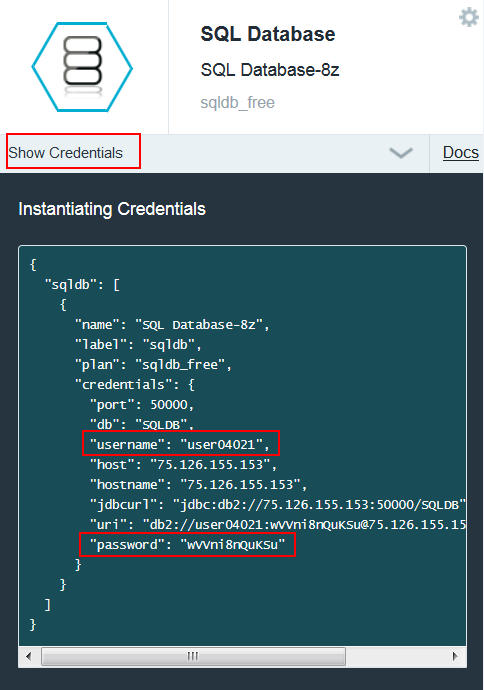 SQL Database
SQL Database-8z
sqldb_free
Show Credentials
Docs
Instantiating Credentials
{
"sqldb": [
{
"name": "SQL Database-8z",
"label": "sqldb",
"plan": "sqldb_free",
"credentials": {
"port": 50000,
"db": "SQLDB",
"username": "user04021",
"host": "75.126.155.153",
"hostname": "75.126.155.153",
"jdbcurl": "jdbc:db2://75.126.155.153:50000/SQLDB"
"uri": "db2://user04021:wVVni8nQuKSu@75.126.155.15
"password": "wVVni8nQuKSu"
}
}
]
}